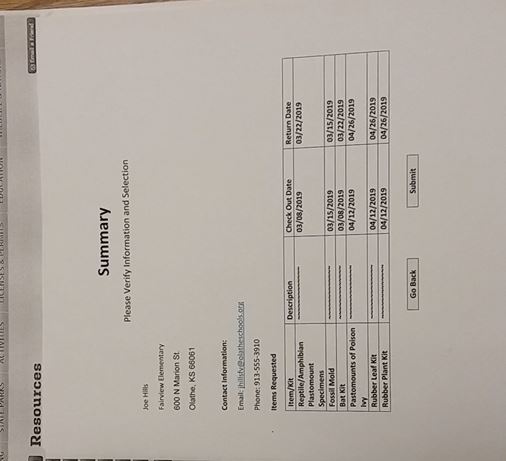 STATE PARKS ACTIVITIES LICENSES & PERMITS EDUCATION
Email a Friend
Resources
Summary
Please Verify Information and Selection
Joe Hills
Fairview Elementary
600 N Marion St.
Olathe, KS 66061
Contact Information:
Email: jhillsfv@olatheschools.org
Phone: 913-555-3910
Items Requested
Item/Kit Description Check Out Date Return Date
Reptile/Amphibian 03/08/2019 03/22/2019
Plastomount
Specimens
Fossil Mold 03/15/2019 03/15/2019
Bat Kit 03/08/2019 03/22/2019
Pastomounts of Poison 04/12/2019 04/26/2019
Ivy
Rubber Leaf Kit 04/12/2019 04/26/2019
Rubber Plant Kit 04/12/2019 04/26/2019
Go Back Submit